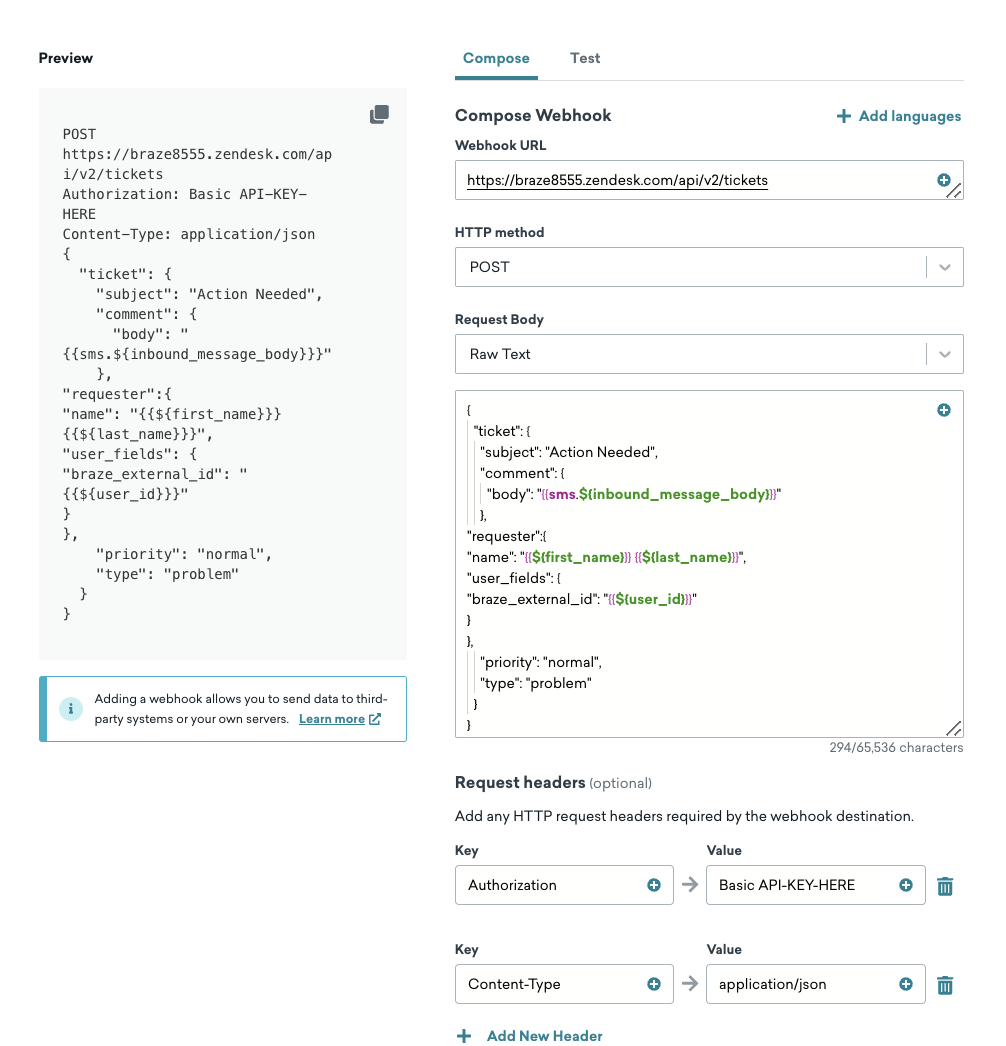 Preview
POST
https://braze8555.zendesk.com/ap
i/v2/tickets
Authorization: Basic API-KEY-
HERE
Content-Type: application/json
{
"ticket": {
"subject": "Action Needed",
"comment": {
"body": "
{{sms.${inbound_message_body}}}"
},
"requester":{
"name": "{{${first_name}}}
{{${last_name}}}",
"user_fields": {
"braze_external_id": "
{{${user_id}}}"
}
},
"priority": "normal",
"type": "problem"
}
}
Adding a webhook allows you to send data to third-
party systems or your own servers. Learn more
Compose Test
Compose Webhook
Add languages
Webhook URL
https://braze8555.zendesk.com/api/v2/tickets
HTTP method
POST
Request Body
Raw Text
{
"ticket": {
"subject": "Action Needed",
"comment": {
"body": "{{sms.${inbound_message_body}}}"
},
"requester":{
"name": "{{${first_name}}} {{${last_name}}}",
"user_fields": {
"braze_external_id": "{{${user_id}}}"
}
},
"priority": "normal",
"type": "problem"
}
}
294/65,536 characters
Request headers (optional)
Add any HTTP request headers required by the webhook destination.
Key Value
Authorization Basic API-KEY-HERE
Key Value
Content-Type application/json
Add New Header